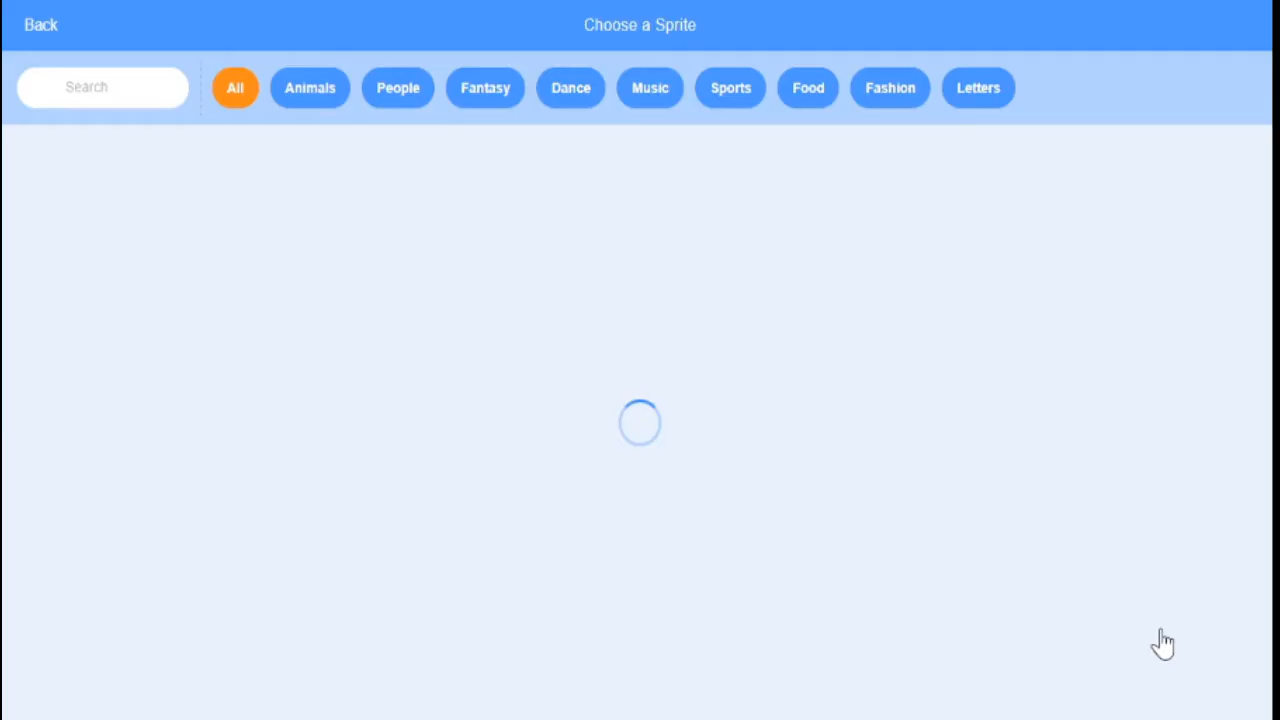 Back
Choose a Sprite
Search
All
Animals
People
Fantasy
Dance
Music
Sports
Food
Fashion
Letters